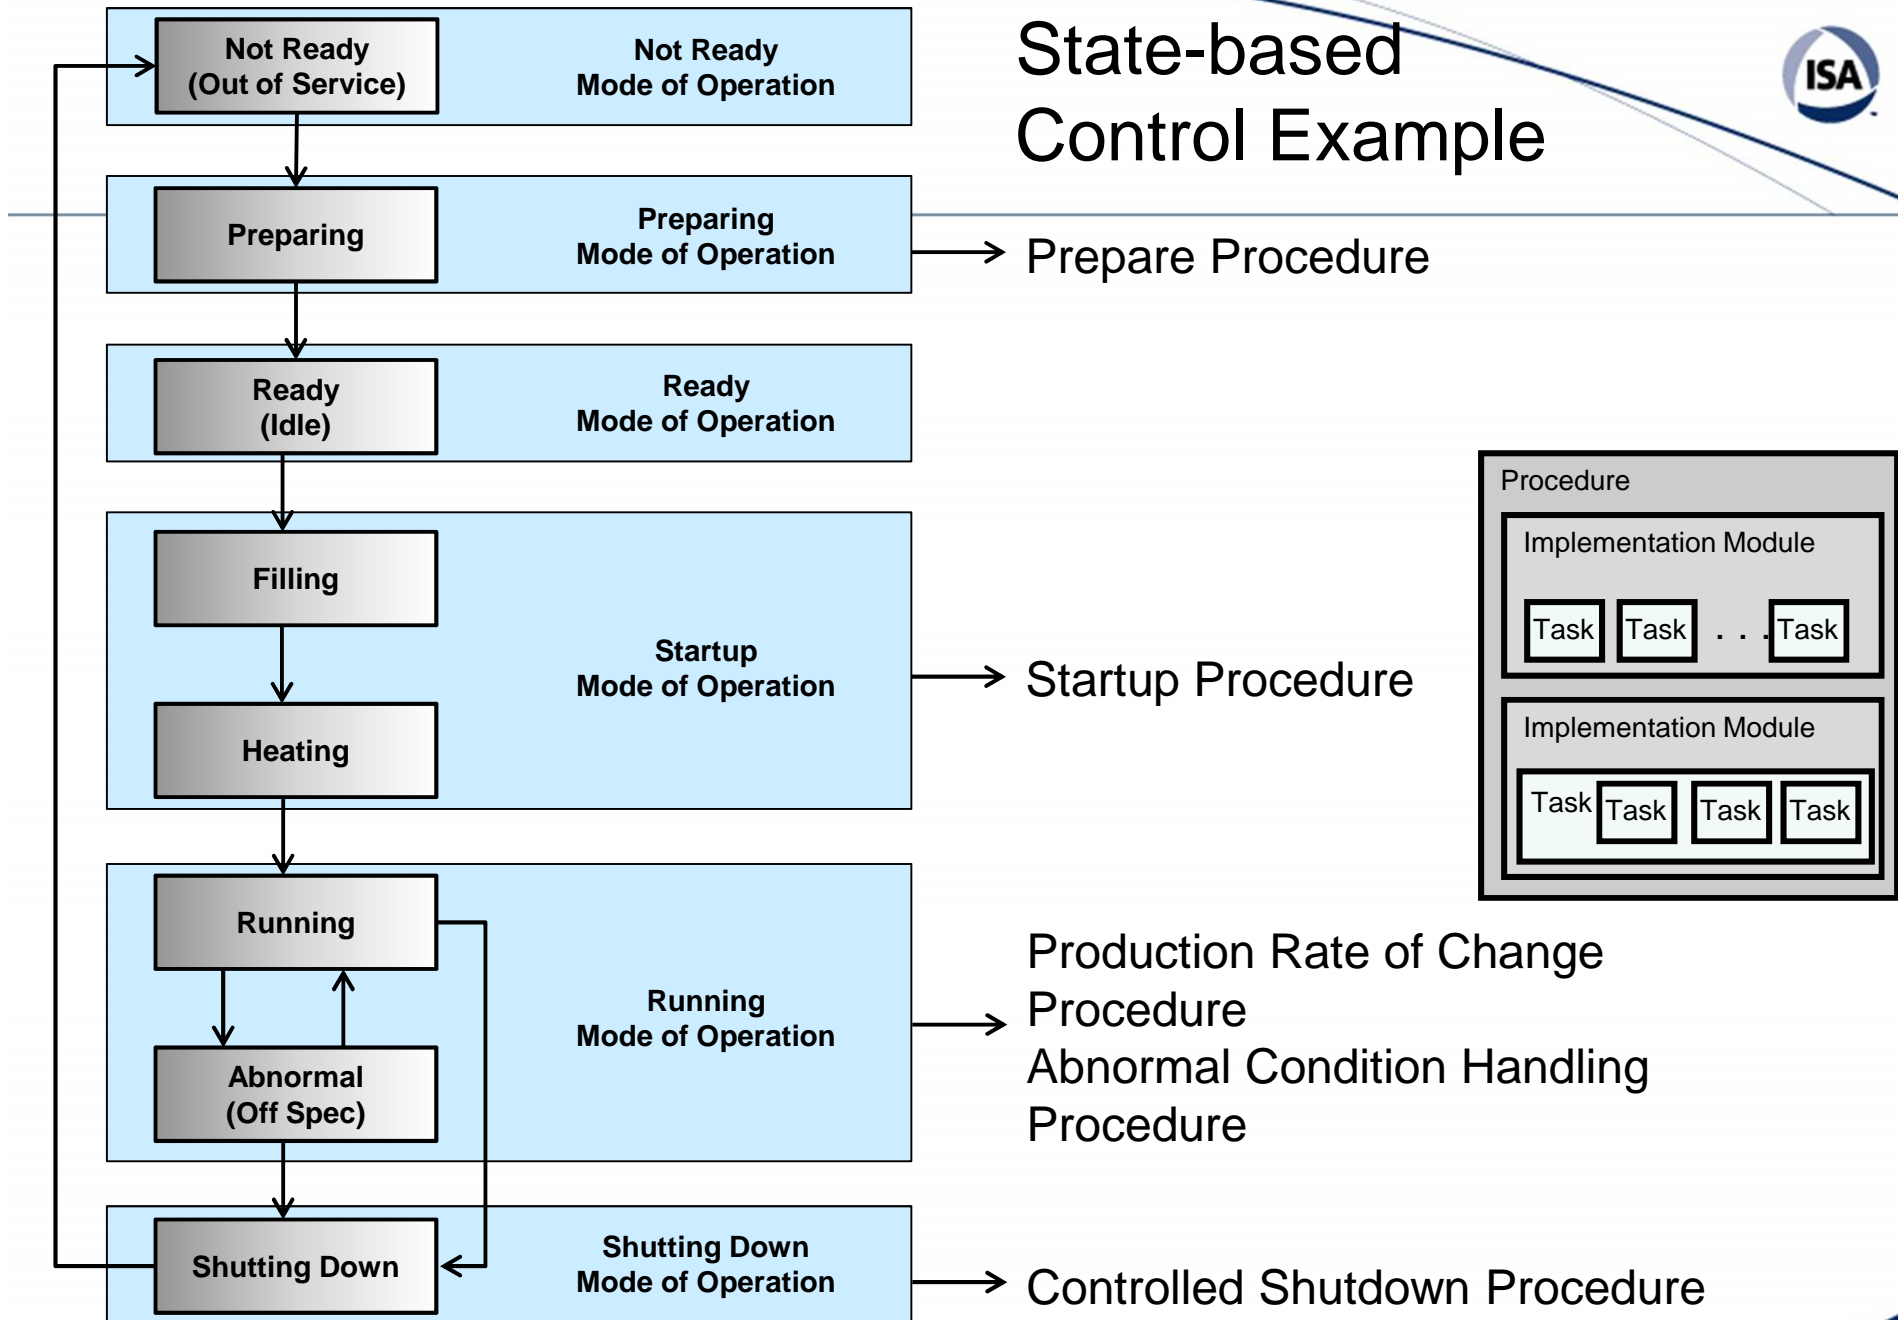 State-based
Control Example
ISA
Not Ready
(Out of Service)
Not Ready
Mode of Operation
Preparing
Preparing
Mode of Operation
Prepare Procedure
Ready
(Idle)
Ready
Mode of Operation
Filling
Heating
Startup
Mode of Operation
Startup Procedure
Procedure
Implementation Module
Task Task . . . Task
Implementation Module
Task Task Task Task
Running
Abnormal
(Off Spec)
Running
Mode of Operation
Production Rate of Change
Procedure
Abnormal Condition Handling
Procedure
Shutting Down
Shutting Down
Mode of Operation
Controlled Shutdown Procedure